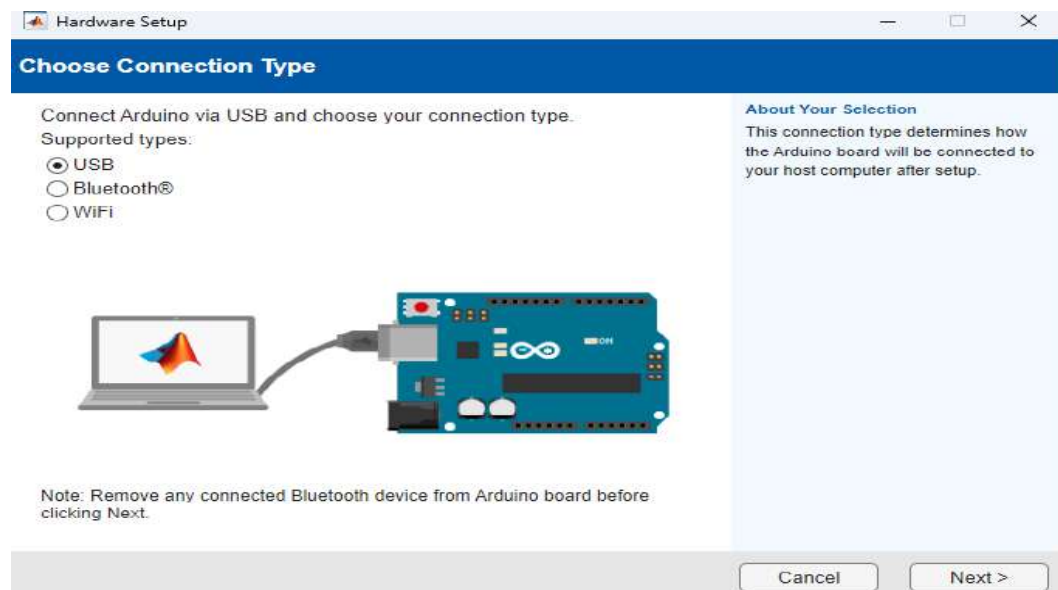 Hardware Setup
Choose Connection Type
Connect Arduino via USB and choose your connection type.
Supported types:
USB
Bluetooth®
WiFi
ON
Note: Remove any connected Bluetooth device from Arduino board before
clicking Next.
About Your Selection
This connection type determines how
the Arduino board will be connected to
your host computer after setup.
Cancel
Next >